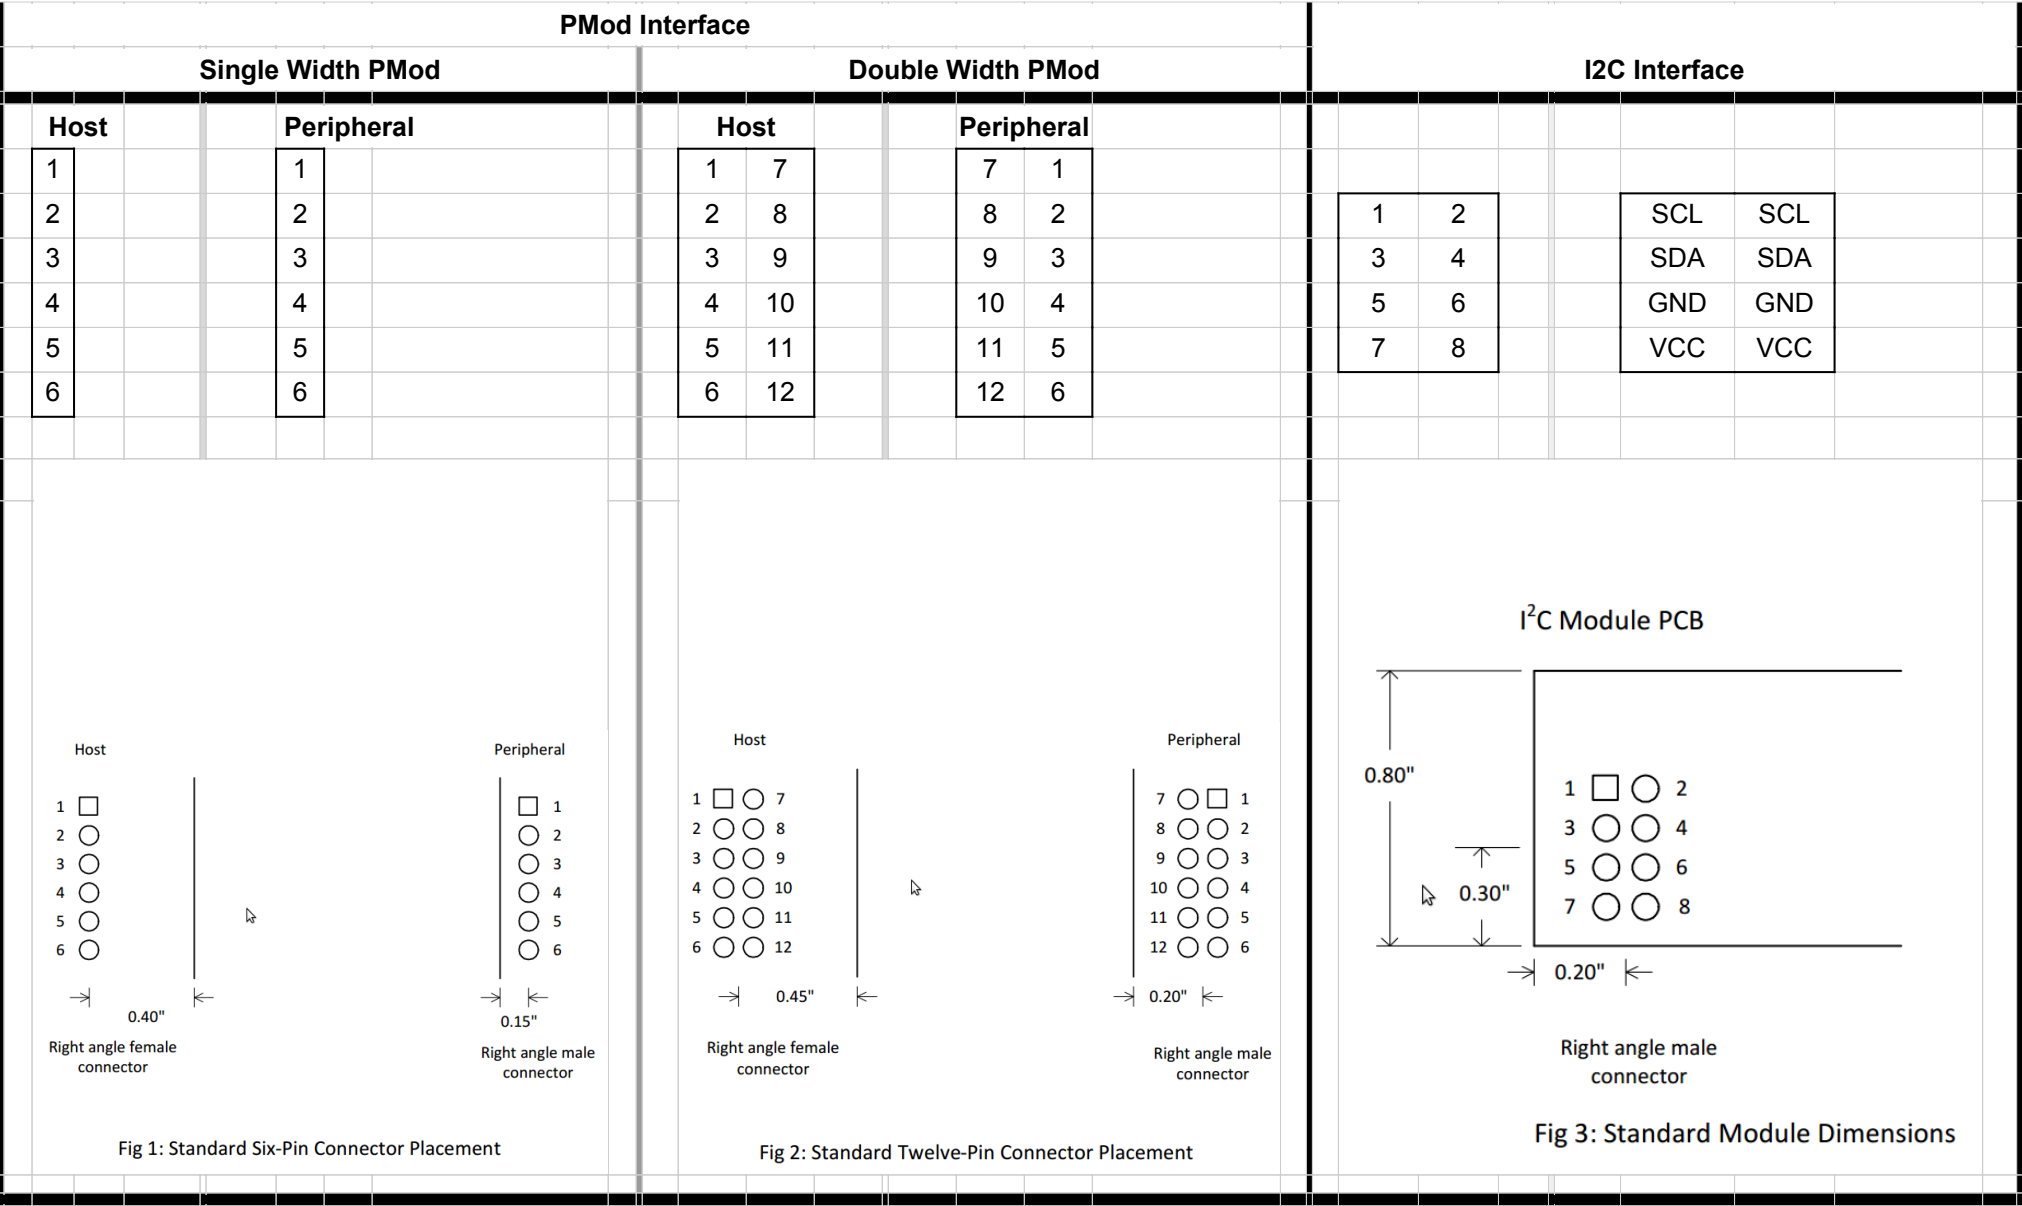 PMod Interface
Single Width PMod
Double Width PMod
I2C Interface
Host Peripheral
1 1
2 2
3 3
4 4
5 5
6 6
Host Peripheral
1 7 7 1
2 8 8 2
3 9 9 3
4 10 10 4
5 11 11 5
6 12 12 6
1 2 SCL SCL
3 4 SDA SDA
5 6 GND GND
7 8 VCC VCC
Host Peripheral
1 1
2 2
3 3
4 4
5 5
6 6
0.40"
0.15"
Right angle female
connector
Right angle male
connector
Fig 1: Standard Six-Pin Connector Placement
Host Peripheral
1 7 7 1
2 8 8 2
3 9 9 3
4 10 10 4
5 11 11 5
6 12 12 6
0.45" 0.20"
Right angle female
connector
Right angle male
connector
Fig 2: Standard Twelve-Pin Connector Placement
I²C Module PCB
0.80"
1 2
3 4
5 6
0.30"
7 8
0.20"
Right angle male
connector
Fig 3: Standard Module Dimensions